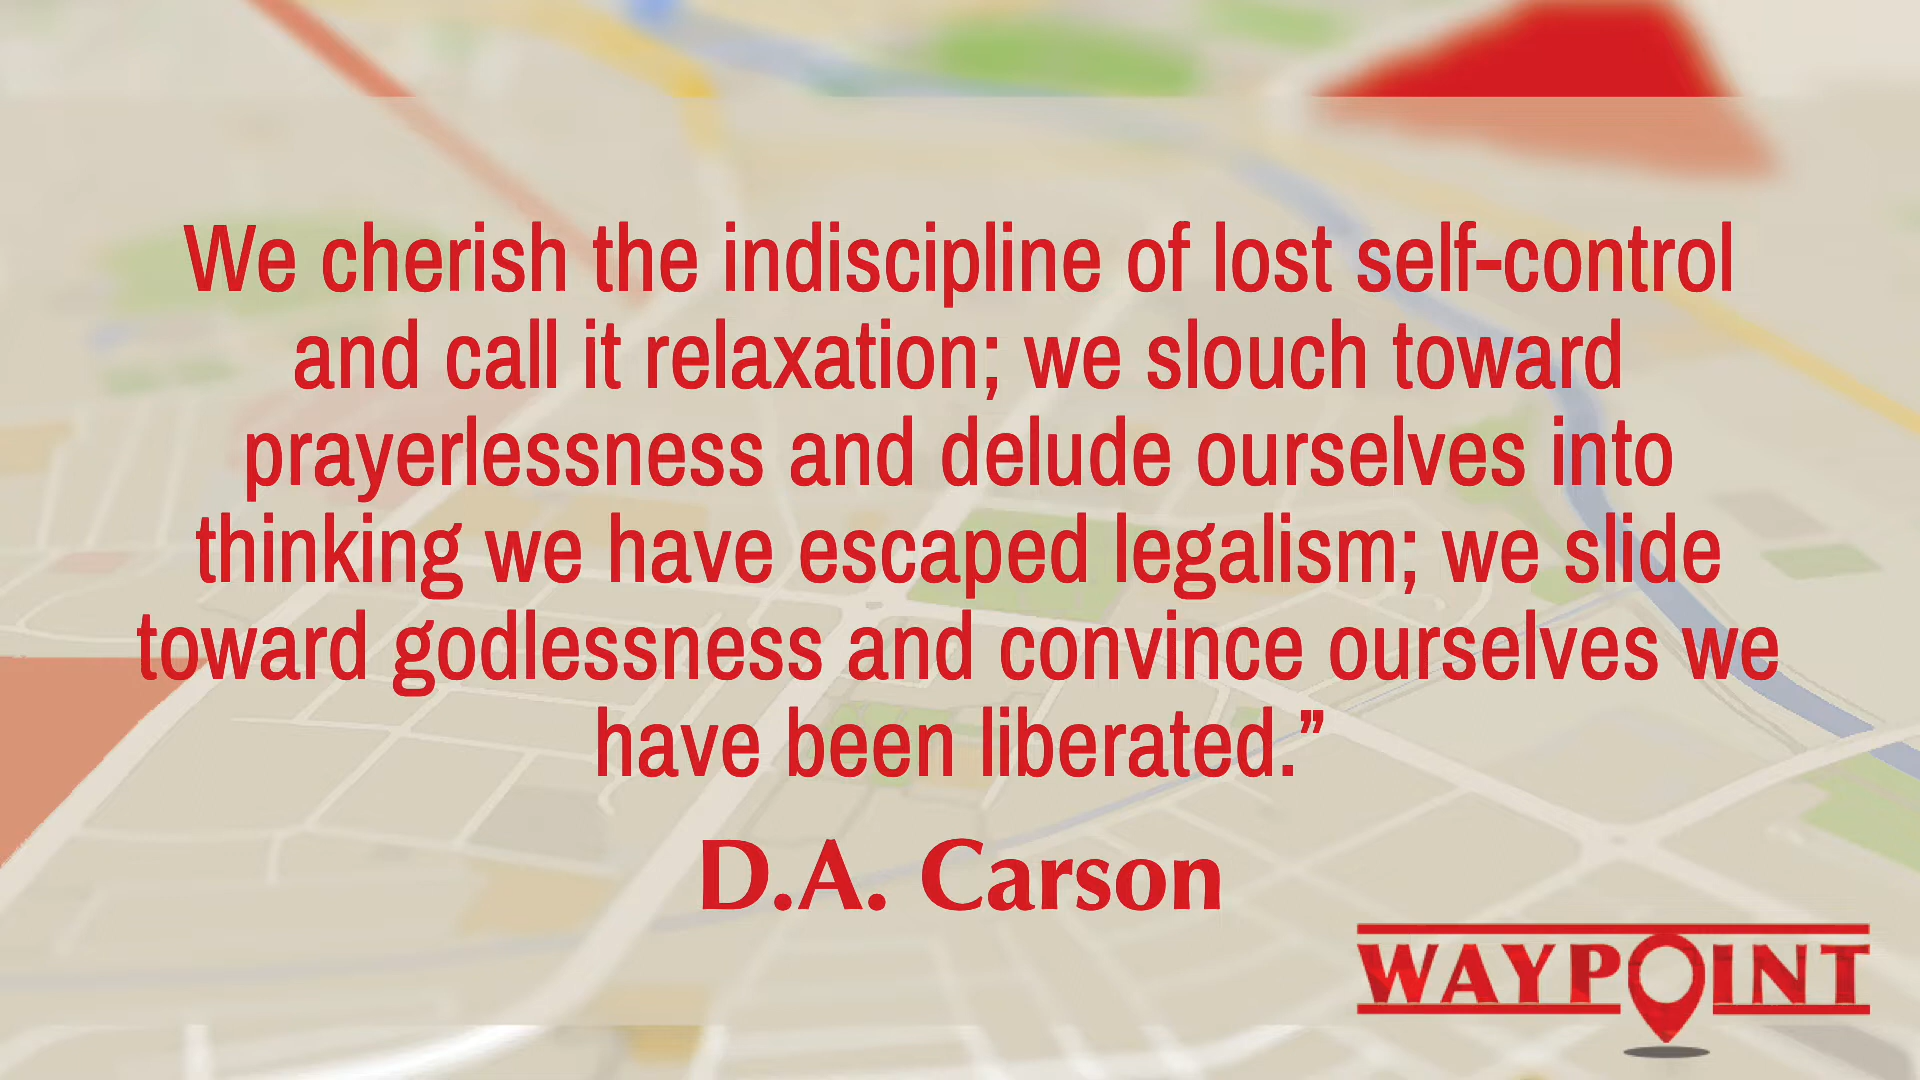 We cherish the indiscipline of lost self-control
and call it relaxation; we slouch toward
prayerlessness and delude ourselves into
thinking we have escaped legalism; we slide
toward godlessness and convince ourselves we
have been liberated.”
D.A. Carson
WAYPOINT